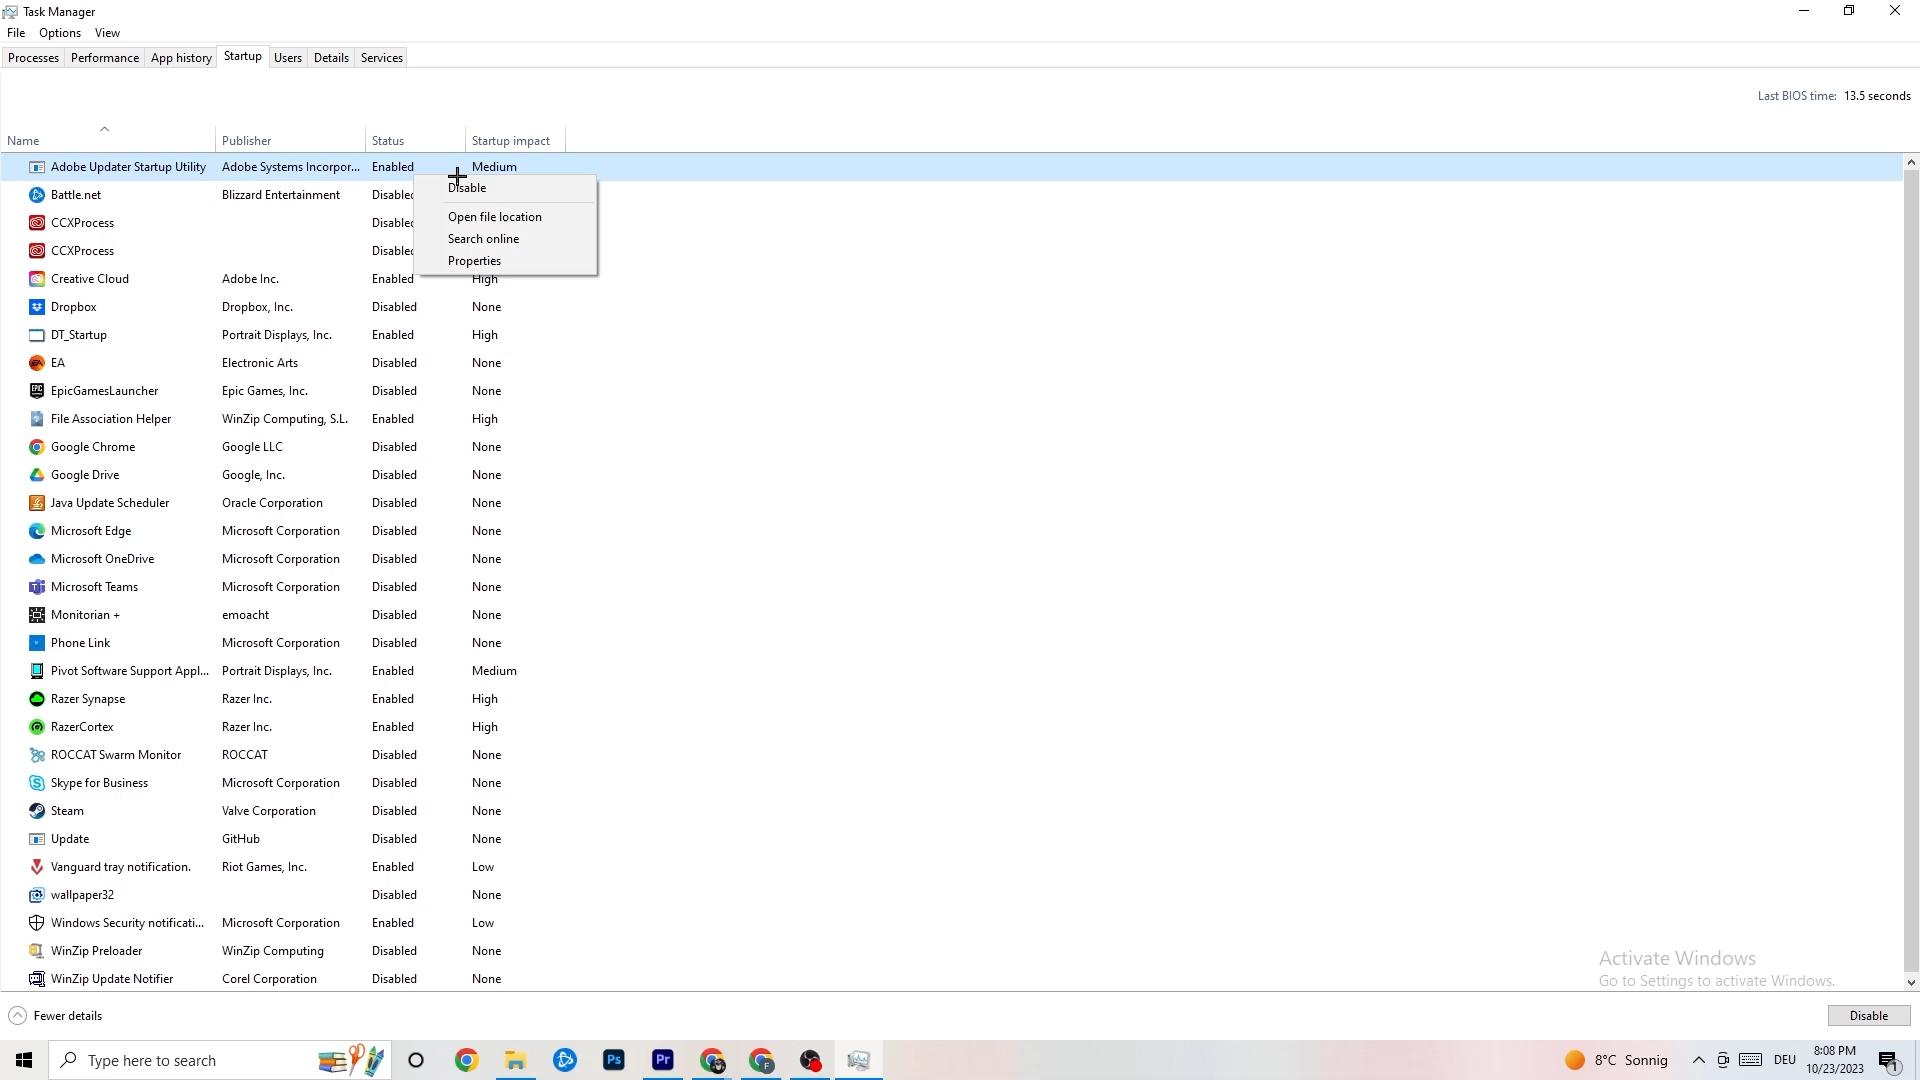 Task Manager
File Options View
Processes Performance App history Startup Users Details Services
Last BIOS time: 13.5 seconds
Name Publisher Status Startup impact
Adobe Updater Startup Utility Adobe Systems Incorpor... Enabled Medium
Disable
Battle.net Blizzard Entertainment Disabled
Open file location
CCXProcess Disabled
Search online
CCXProcess Disabled
Properties
Creative Cloud Adobe Inc. Enabled High
Dropbox Dropbox, Inc. Disabled None
DT_Startup Portrait Displays, Inc. Enabled High
EA Electronic Arts Disabled None
EpicGamesLauncher Epic Games, Inc. Disabled None
File Association Helper WinZip Computing, S.L. Enabled High
Google Chrome Google LLC Disabled None
Google Drive Google, Inc. Disabled None
Java Update Scheduler Oracle Corporation Disabled None
Microsoft Edge Microsoft Corporation Disabled None
Microsoft OneDrive Microsoft Corporation Disabled None
Microsoft Teams Microsoft Corporation Disabled None
Monitorian + emoacht Disabled None
Phone Link Microsoft Corporation Disabled None
Pivot Software Support Appl... Portrait Displays, Inc. Enabled Medium
Razer Synapse Razer Inc. Enabled High
RazerCortex Razer Inc. Enabled High
ROCCAT Swarm Monitor ROCCAT Disabled None
Skype for Business Microsoft Corporation Disabled None
Steam Valve Corporation Disabled None
Update GitHub Disabled None
Vanguard tray notification. Riot Games, Inc. Enabled Low
wallpaper32 Disabled None
Windows Security notificati... Microsoft Corporation Enabled Low
WinZip Preloader WinZip Computing Disabled None
WinZip Update Notifier Corel Corporation Disabled None
Activate Windows
Go to Settings to activate Windows.
Fewer details Disable
Type here to search Ps Pr F 8°C Sonnig DEU 8:08 PM
10/23/2023 1